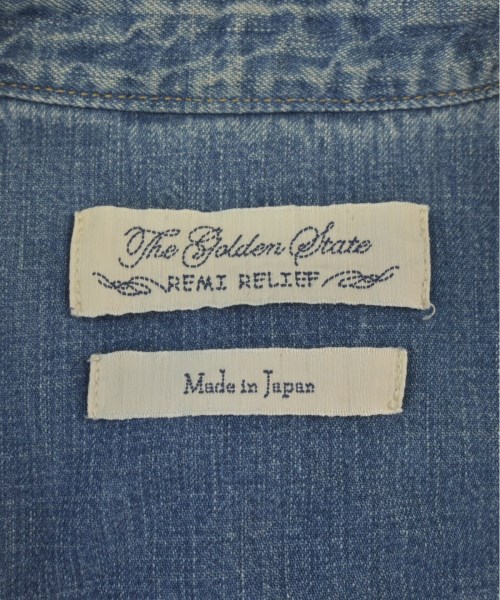 The Golden State
REMI RELIEF
Made in Japan